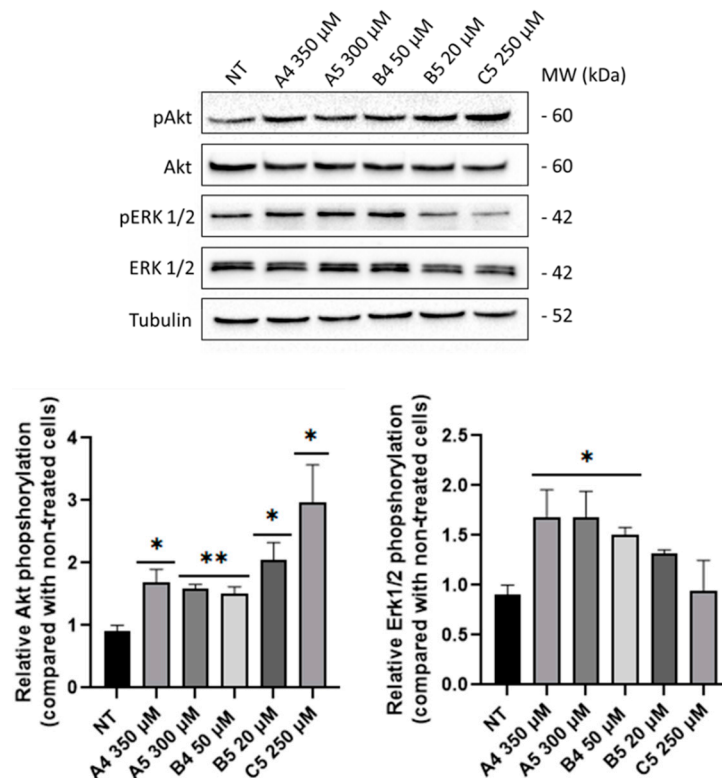 NT
A4 350 µM
A5 300 µM
B4 50 µM
B5 20 µM
C5 250 µM
MW (kDa)
pAkt
- 60
Akt
- 60
pERK 1/2
- 42
ERK 1/2
- 42
Tubulin
- 52
Relative Akt phopshorylation
(compared with non-treated cells)
4
3
2
1
0
*
**
*
*
NT
A4 350 µM
A5 300 µM
B4 50 µM
B5 20 µM
C5 250 µM
Relative Erk1/2 phopshorylation
(compared with non-treated cells)
2.5
2.0
1.5
1.0
0.5
0.0
*
NT
A4 350 µM
A5 300 µM
B4 50 µM
B5 20 µM
C5 250 µM